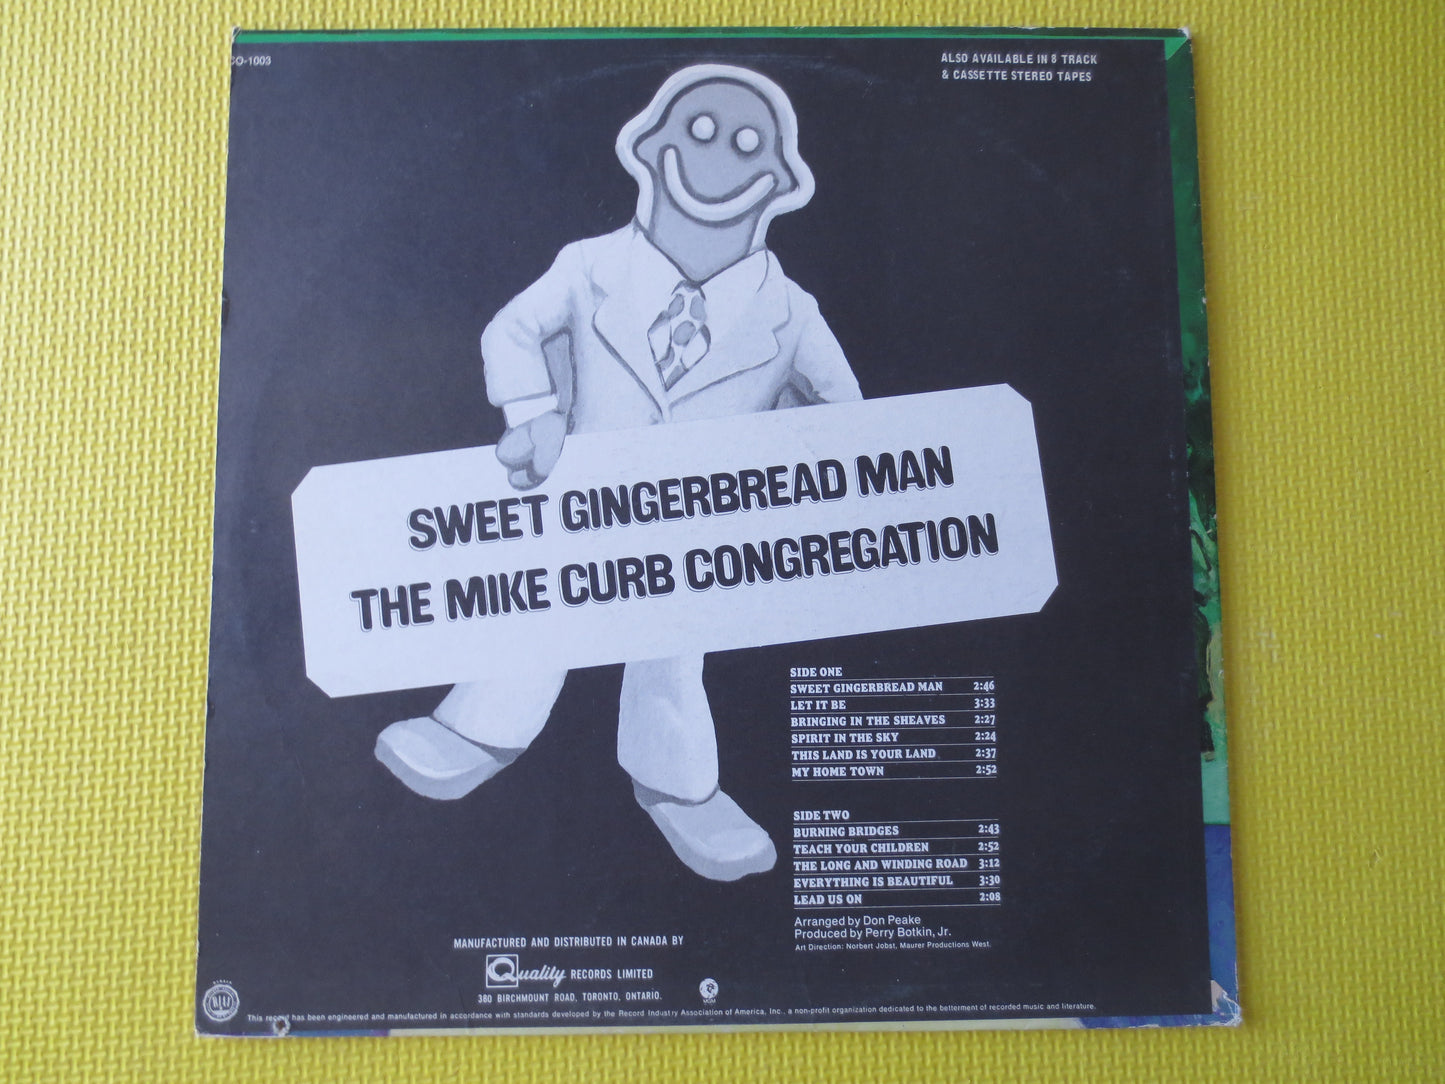 CO-1003
ALSO AVAILABLE IN 8 TRACK
& CASSETTE STEREO TAPES
SWEET GINGERBREAD MAN
THE MIKE CURB CONGREGATION
SIDE ONE
SWEET GINGERBREAD MAN 2:46
LET IT BE 3:33
BRINGING IN THE SHEAVES 2:27
SPIRIT IN THE SKY 2:24
THIS LAND IS YOUR LAND 2:37
MY HOME TOWN 2:52
SIDE TWO
BURNING BRIDGES 2:43
TEACH YOUR CHILDREN 2:52
THE LONG AND WINDING ROAD 3:12
EVERYTHING IS BEAUTIFUL 3:30
LEAD US ON 2:08
Arranged by Don Peake
Produced by Perry Botkin, Jr.
Art Direction: Norbert Jobst, Maurer Productions West.
MANUFACTURED AND DISTRIBUTED IN CANADA BY
Quality RECORDS LIMITED
380 BIRCHMOUNT ROAD, TORONTO, ONTARIO.
MGM
This record has been engineered and manufactured in accordance with standards developed by the Record Industry Association of America, Inc., a non-profit organization dedicated to the betterment of recorded music and literature.